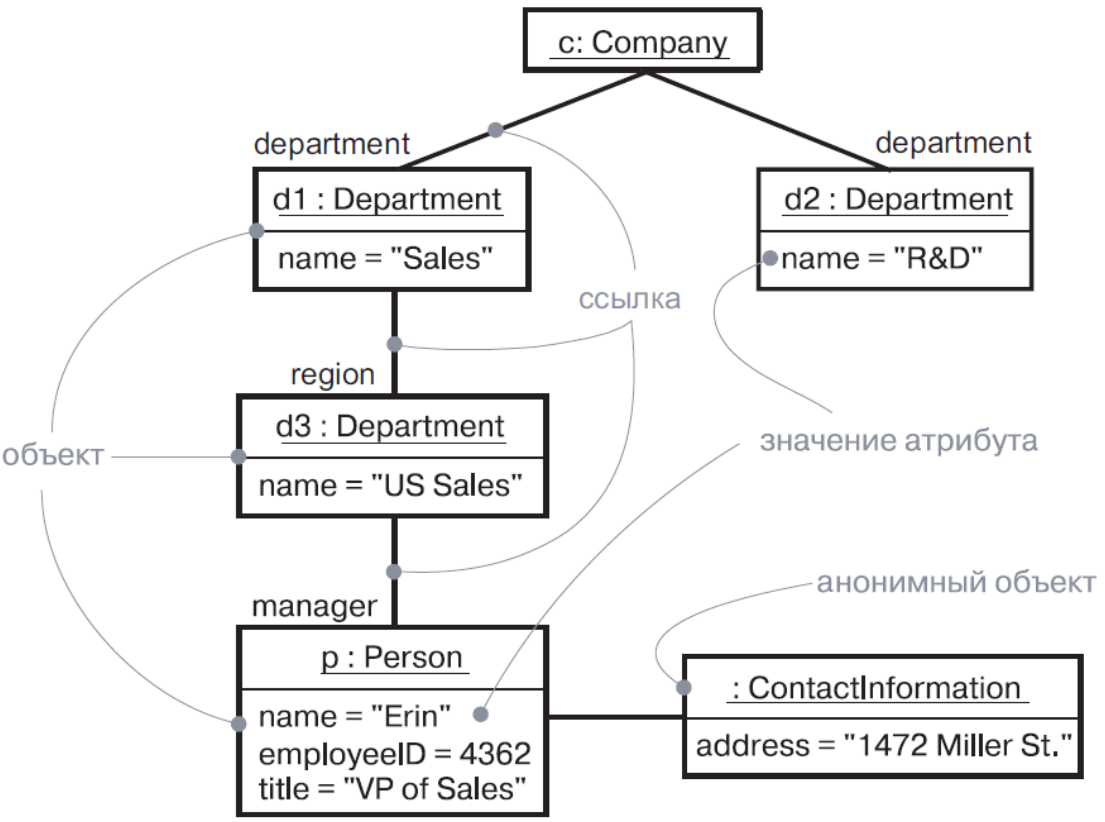 c: Company
department
department
d1 : Department
d2 : Department
name = "Sales"
name = "R&D"
ссылка
region
d3 : Department
значение атрибута
объект
name = "US Sales"
анонимный объект
manager
p : Person
: ContactInformation
name = "Erin"
employeeID = 4362
address = "1472 Miller St."
title = "VP of Sales"